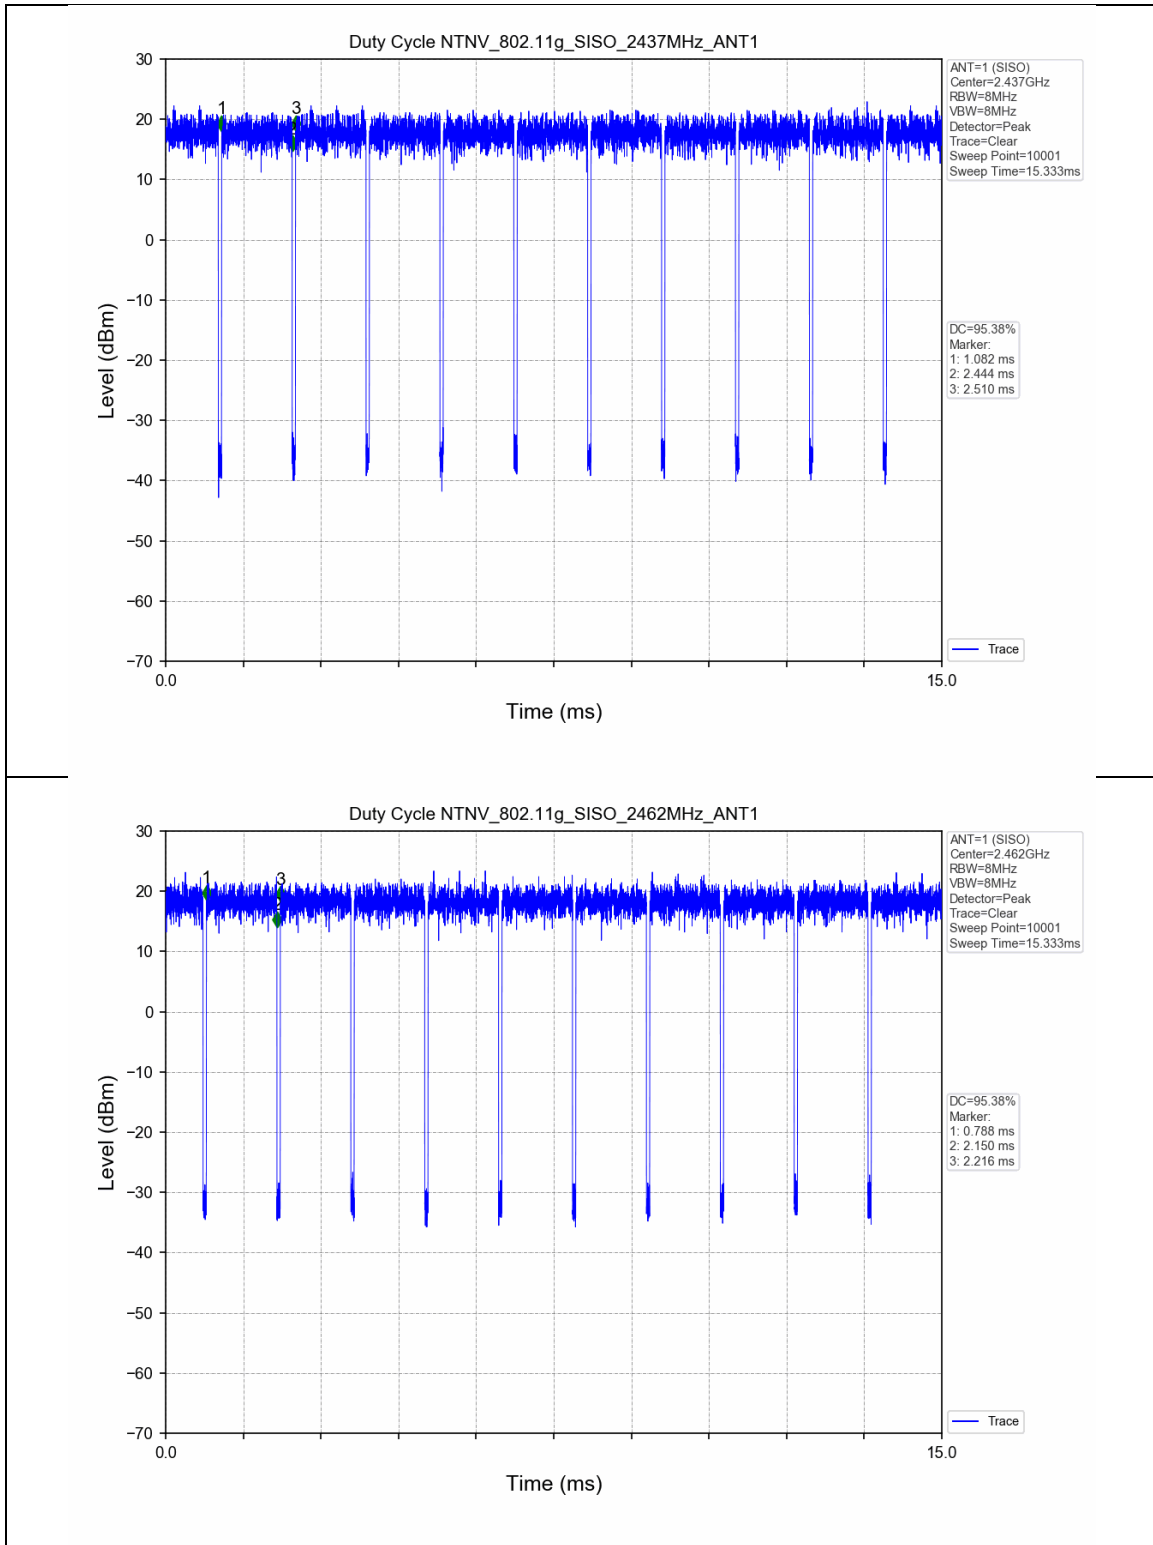 Duty Cycle NTNV_802.11g_SISO_2437MHz_ANT1
30
20
10
0
−10
−20
−30
−40
−50
−60
−70
Level (dBm)
1
3
0.0
15.0
Time (ms)
ANT=1 (SISO)
Center=2.437GHz
RBW=8MHz
VBW=8MHz
Detector=Peak
Trace=Clear
Sweep Point=10001
Sweep Time=15.333ms
DC=95.38%
Marker:
1: 1.082 ms
2: 2.444 ms
3: 2.510 ms
Trace
Duty Cycle NTNV_802.11g_SISO_2462MHz_ANT1
30
20
10
0
−10
−20
−30
−40
−50
−60
−70
Level (dBm)
1
3
0.0
15.0
Time (ms)
ANT=1 (SISO)
Center=2.462GHz
RBW=8MHz
VBW=8MHz
Detector=Peak
Trace=Clear
Sweep Point=10001
Sweep Time=15.333ms
DC=95.38%
Marker:
1: 0.788 ms
2: 2.150 ms
3: 2.216 ms
Trace